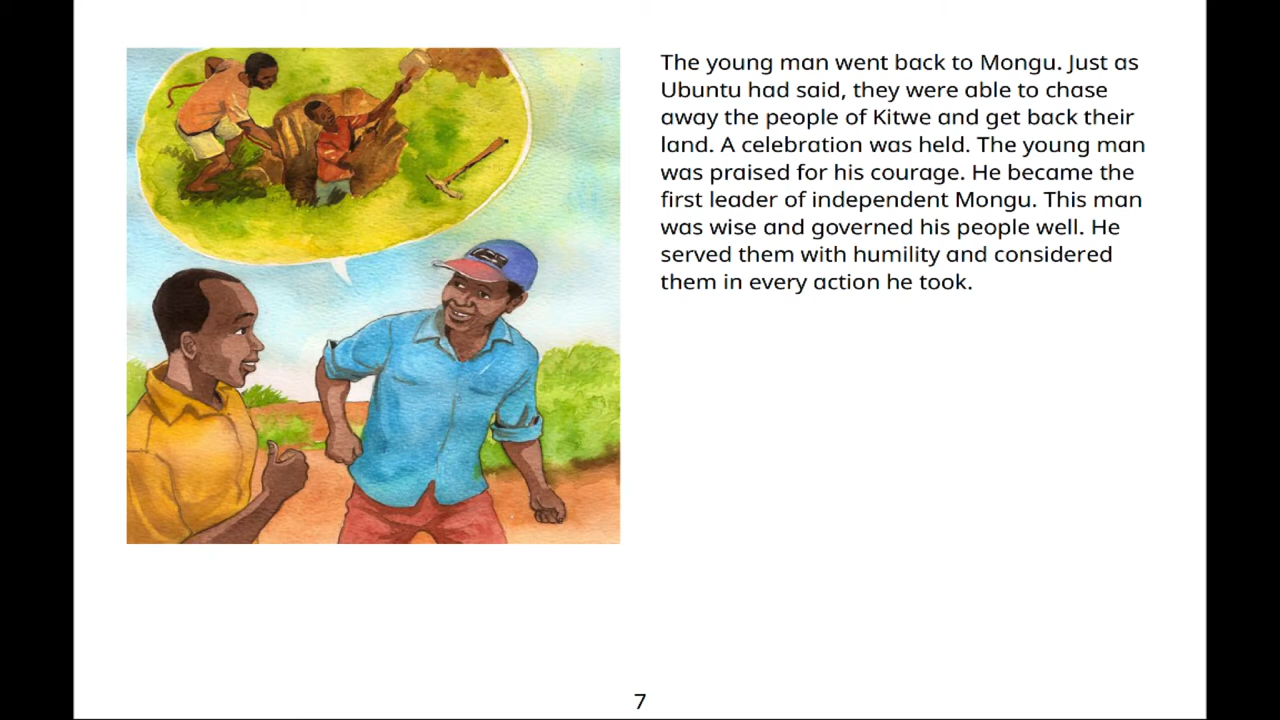 The young man went back to Mongu. Just as
Ubuntu had said, they were able to chase
away the people of Kitwe and get back their
land. A celebration was held. The young man
was praised for his courage. He became the
first leader of independent Mongu. This man
was wise and governed his people well. He
served them with humility and considered
them in every action he took.
7